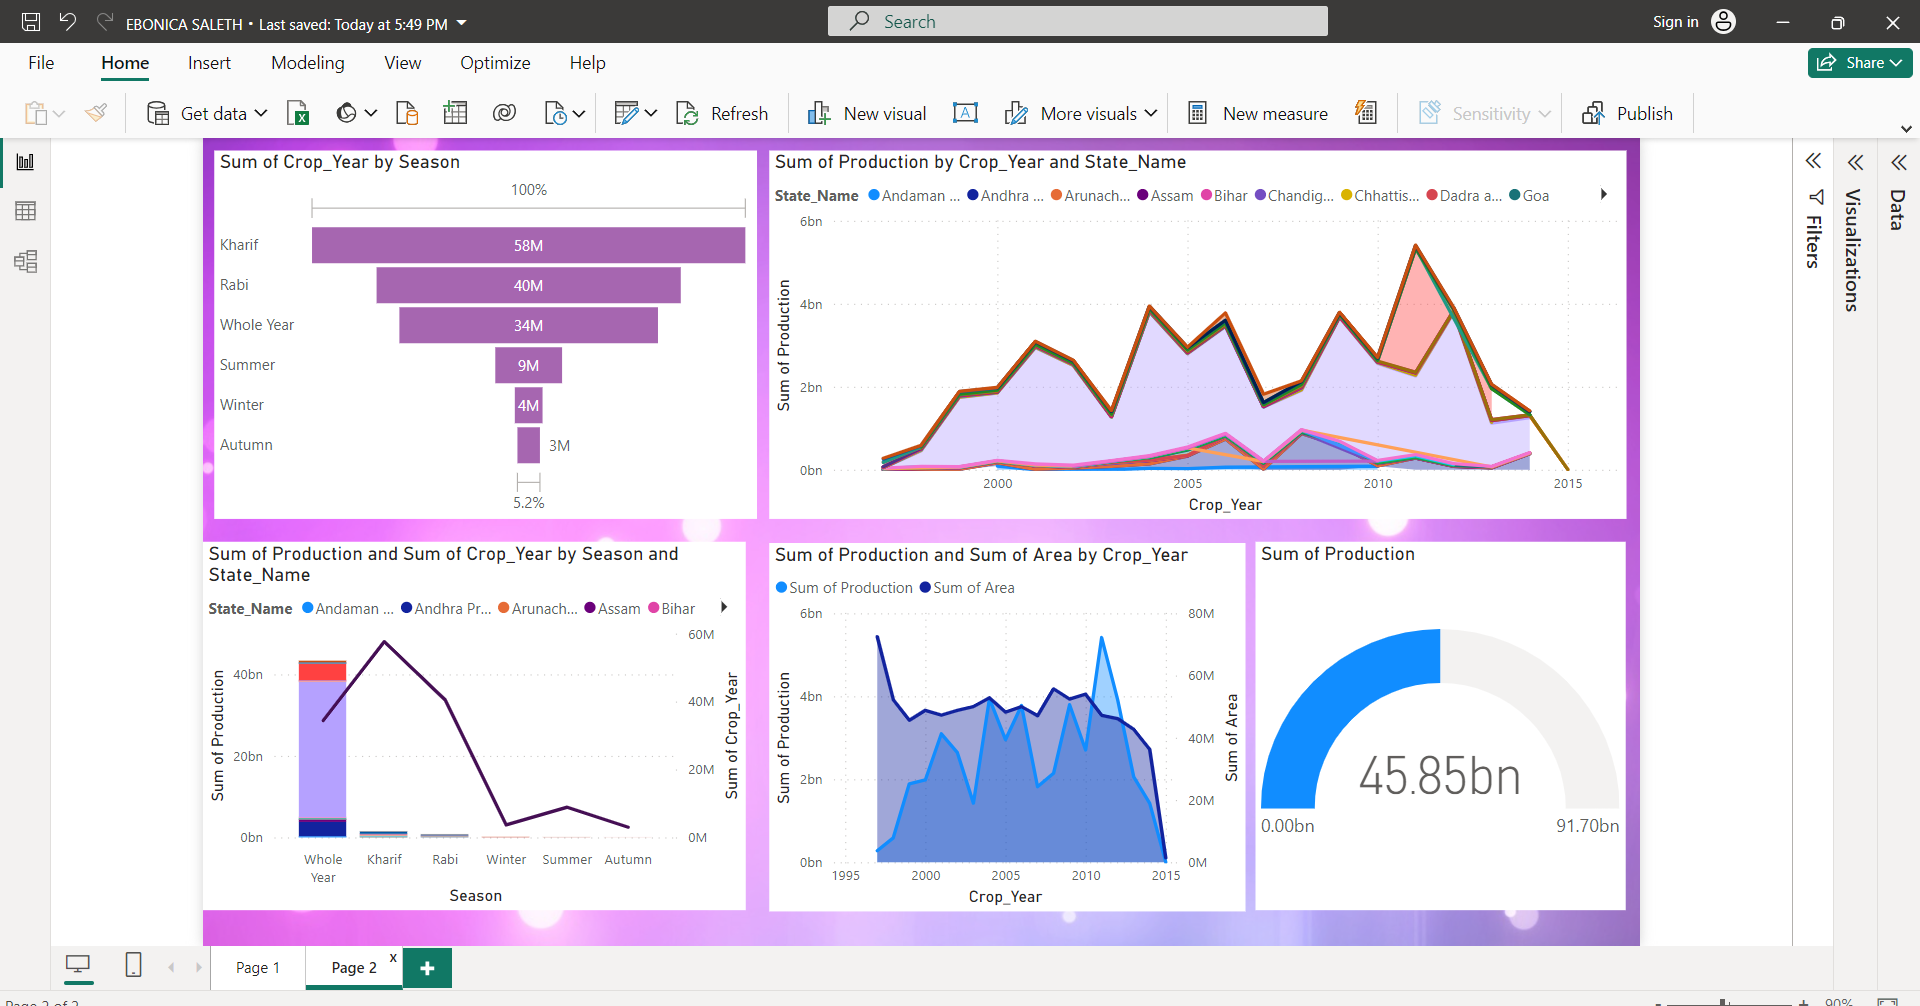 EBONICA SALETH • Last saved: Today at 5:49 PM
Search
Sign in
File Home Insert Modeling View Optimize Help
Share
Get data
Refresh
New visual
A
More visuals
New measure
Sensitivity
Publish
Sum of Crop_Year by Season
100%
Kharif 58M
Rabi 40M
Whole Year 34M
Summer 9M
Winter 4M
Autumn 3M
5.2%
Sum of Production by Crop_Year and State_Name
State_Name Andaman ... Andhra ... Arunach... Assam Bihar Chandig... Chhattis... Dadra a... Goa
6bn
4bn
2bn
0bn
Sum of Production
2000 2005 2010 2015
Crop_Year
Sum of Production and Sum of Crop_Year by Season and
State_Name
State_Name Andaman ... Andhra Pr... Arunach... Assam Bihar
40bn
20bn
0bn
Sum of Production
60M
40M
20M
0M
Sum of Crop_Year
Whole Year Kharif Rabi Winter Summer Autumn
Season
Sum of Production and Sum of Area by Crop_Year
Sum of Production Sum of Area
6bn
4bn
2bn
0bn
Sum of Production
80M
60M
40M
20M
0M
Sum of Area
1995 2000 2005 2010 2015
Crop_Year
Sum of Production
45.85bn
0.00bn 91.70bn
Filters
Visualizations
Data
Page 1
Page 2 x
+
Page 2 of 2
- + 90%